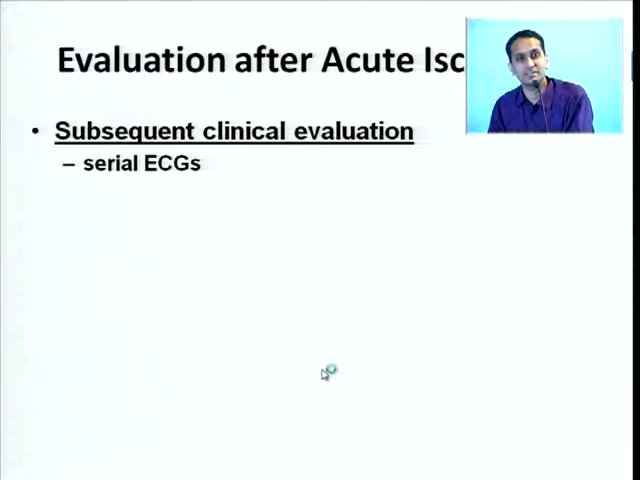 Evaluation after Acute Isc
• Subsequent clinical evaluation
– serial ECGs